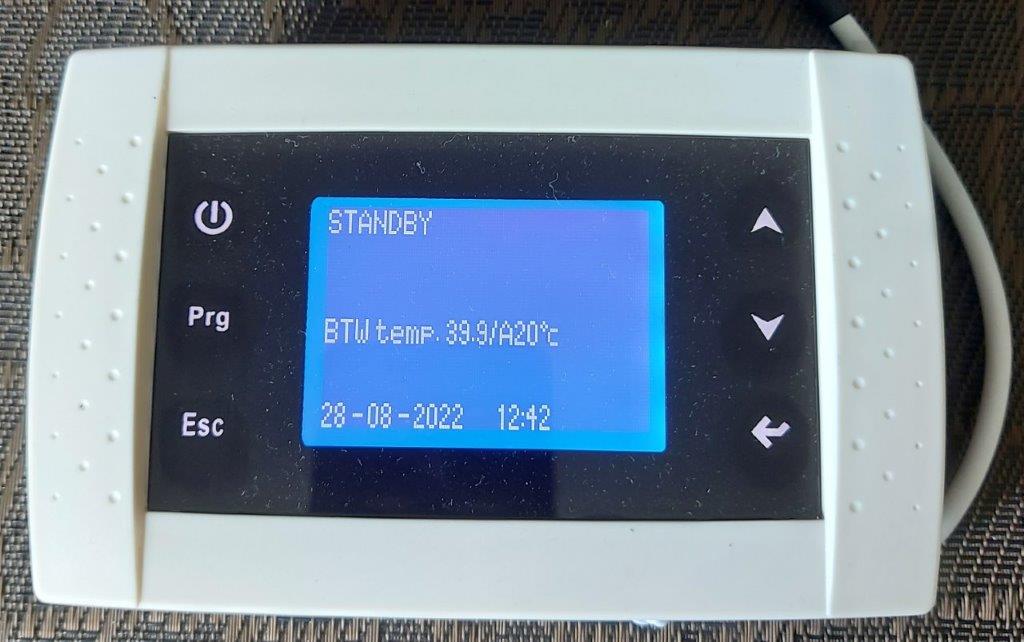 STANDBY
Prg
BTW temp. 39.9/A20°c
Esc
28-08-2022 12:42